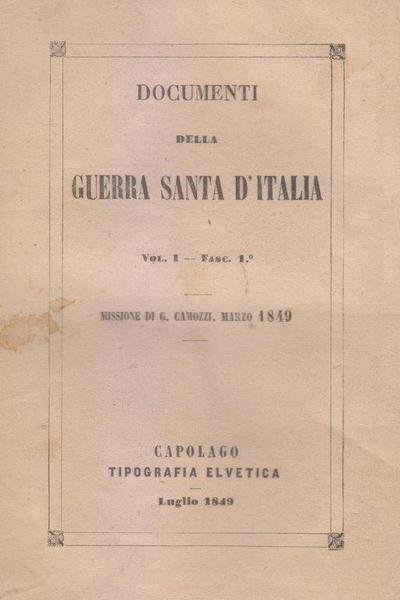 DOCUMENTI
DELLA
GUERRA SANTA D'ITALIA
VOL. I — FASC. 1.°
MISSIONE DI G. CAMOZZI. MARZO 1849
CAPOLAGO
TIPOGRAFIA ELVETICA
Luglio 1849